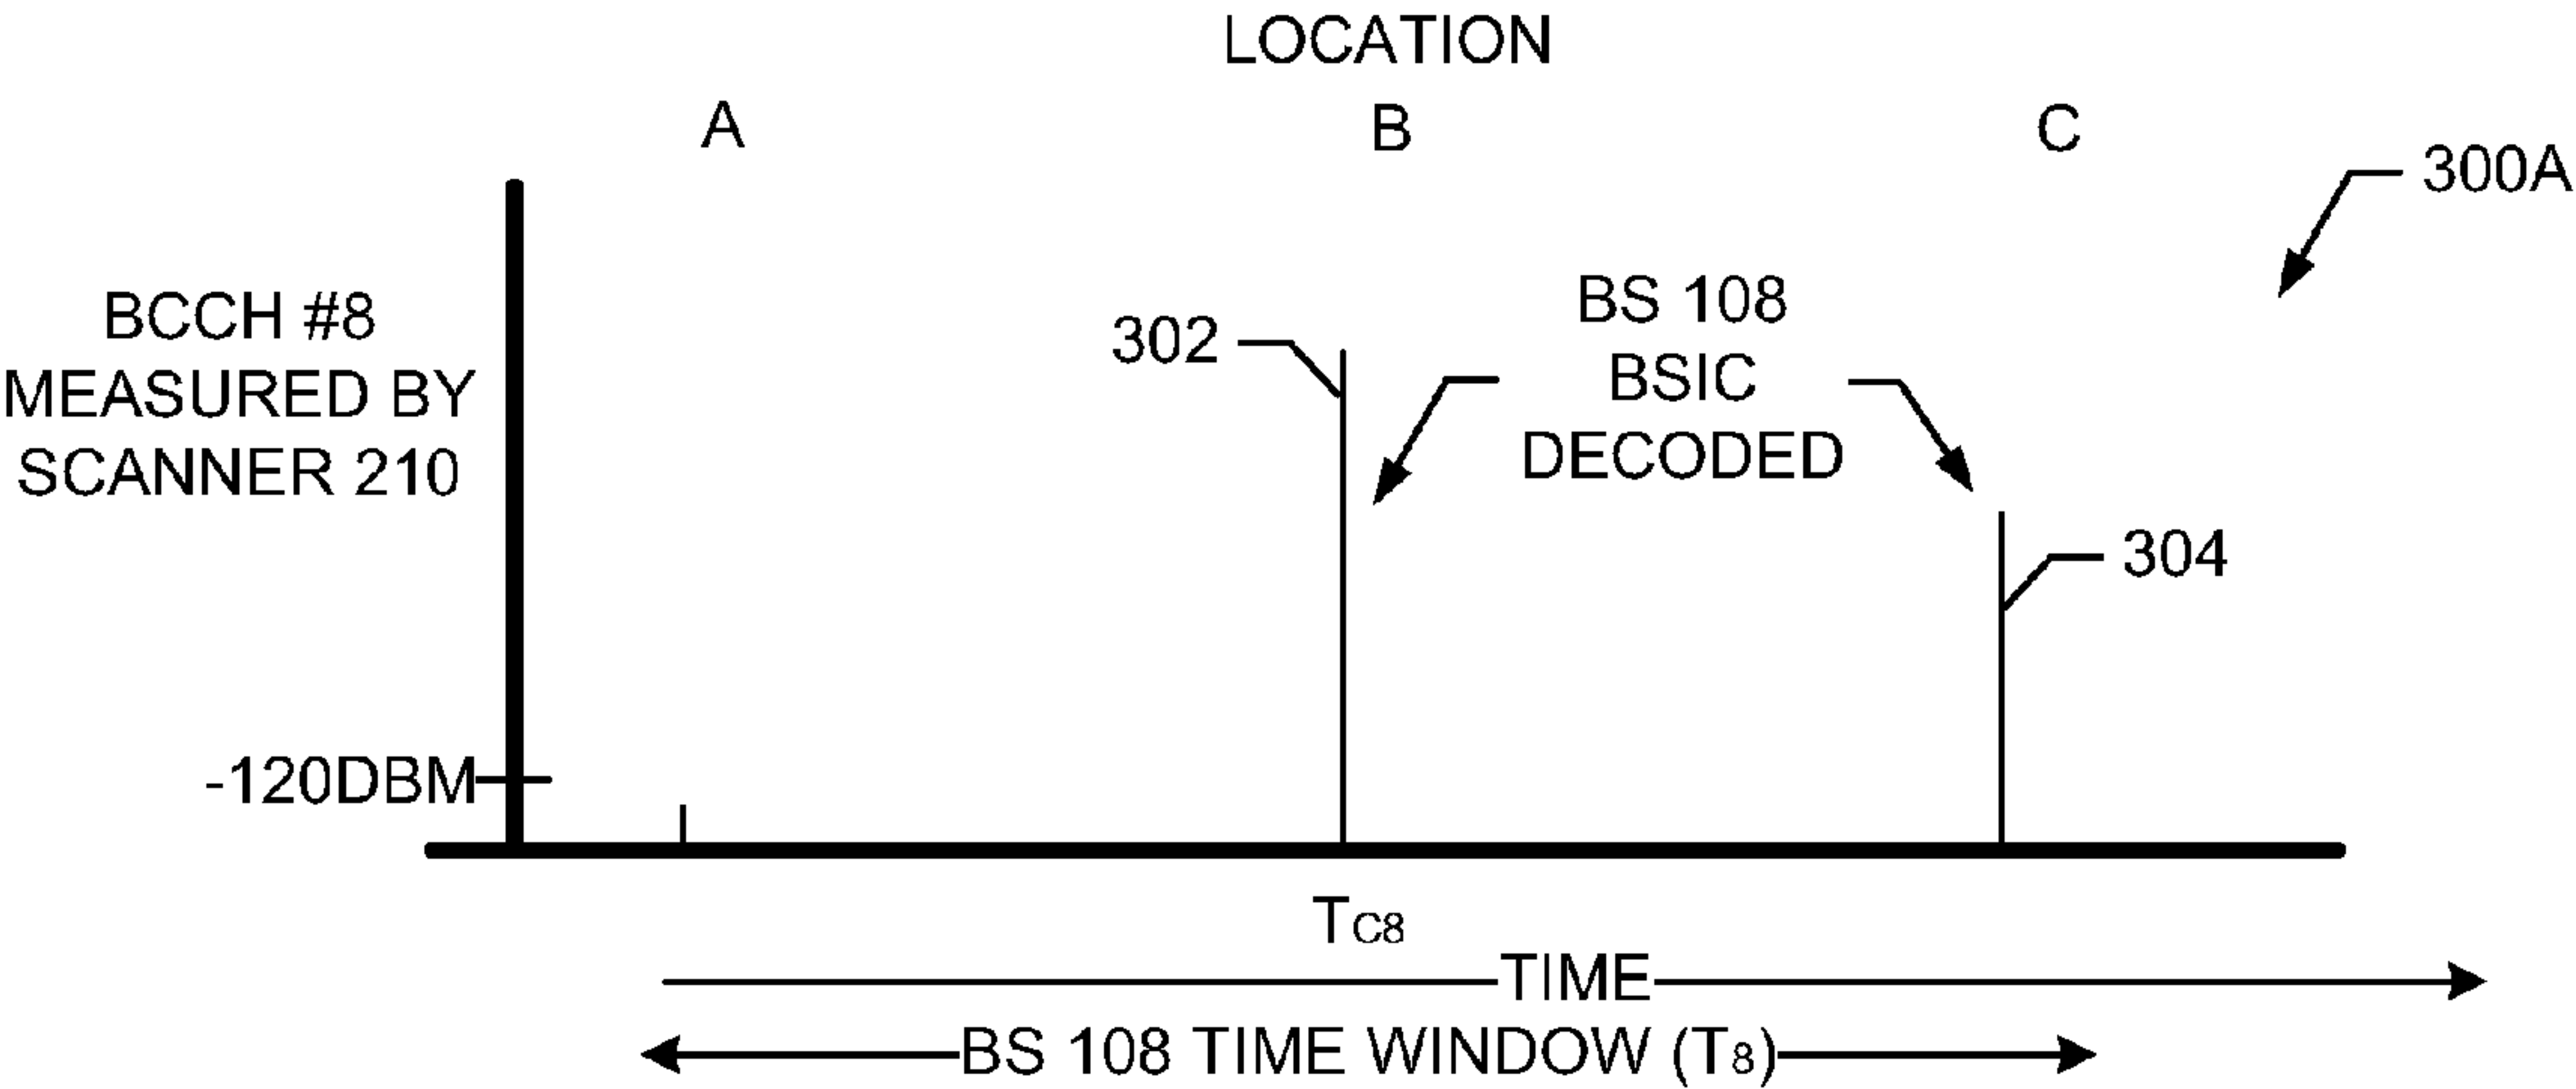 LOCATION
A
B
C
300A
BCCH #8
MEASURED BY
SCANNER 210
302
BS 108
BSIC
DECODED
304
-120DBM
TC8
TIME
BS 108 TIME WINDOW (T8)